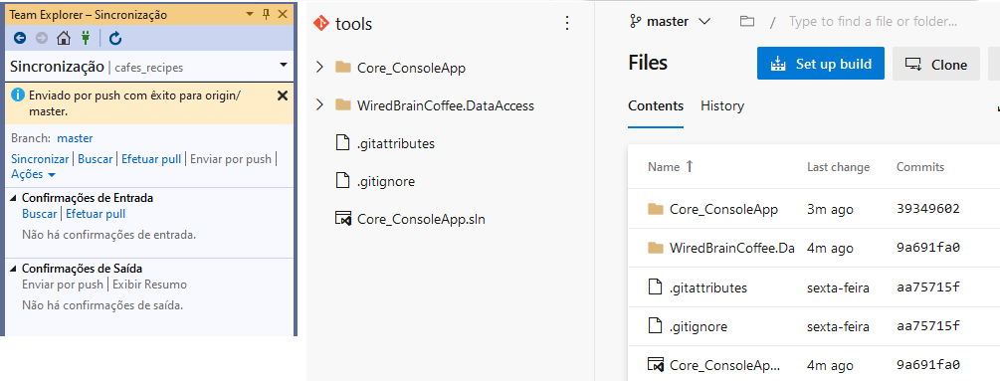 Team Explorer – Sincronização
Sincronização | cafes_recipes
Enviado por push com êxito para origin/
master.
Branch: master
Sincronizar | Buscar | Efetuar pull | Enviar por push |
Ações
Confirmações de Entrada
Buscar | Efetuar pull
Não há confirmações de entrada.
Confirmações de Saída
Enviar por push | Exibir Resumo
Não há confirmações de saída.
tools
Core_ConsoleApp
WiredBrainCoffee.DataAccess
.gitattributes
.gitignore
Core_ConsoleApp.sln
master / Type to find a file or folder...
Files
Set up build
Clone
Contents History
Name ↑ Last change Commits
Core_ConsoleApp 3m ago 39349602
WiredBrainCoffee.Da 4m ago 9a691fa0
.gitattributes sexta-feira aa75715f
.gitignore sexta-feira aa75715f
Core_ConsoleAp... 4m ago 9a691fa0